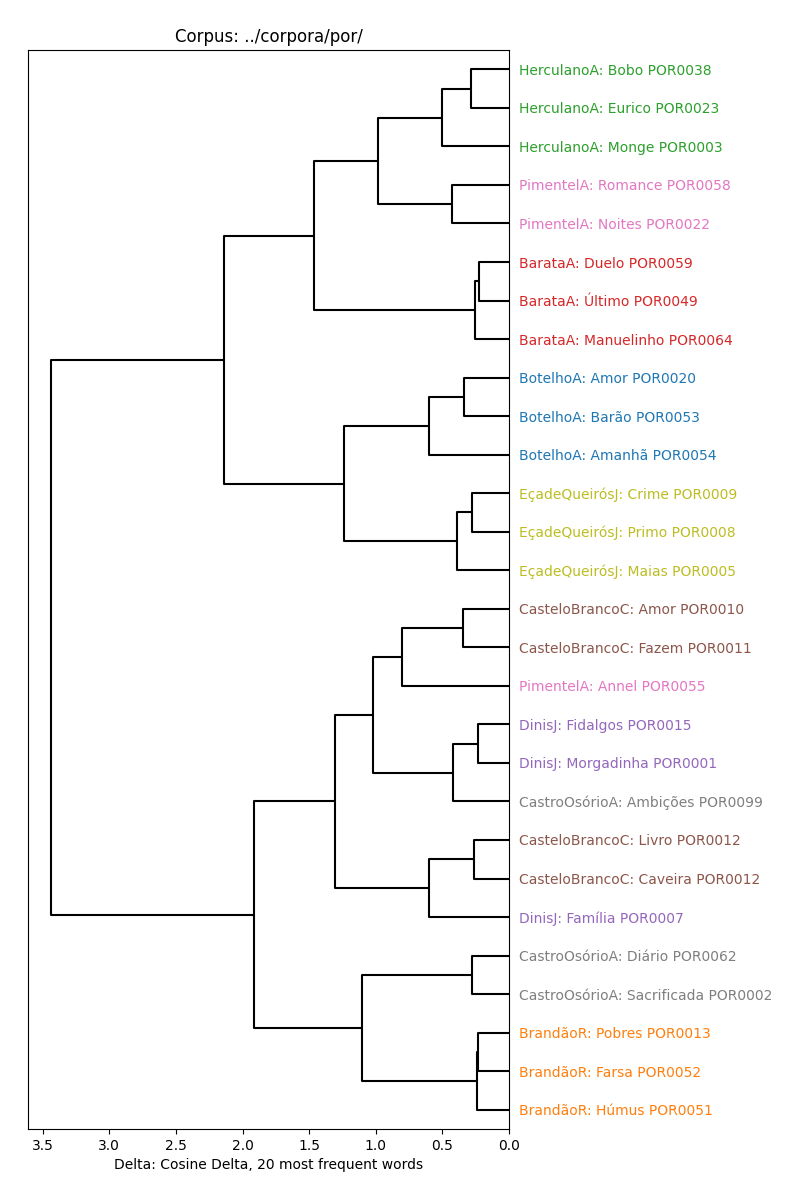 Corpus: ../corpora/por/
HerculanoA: Bobo POR0038
HerculanoA: Eurico POR0023
HerculanoA: Monge POR0003
PimentelA: Romance POR0058
PimentelA: Noites POR0022
BarataA: Duelo POR0059
BarataA: Último POR0049
BarataA: Manuelinho POR0064
BotelhoA: Amor POR0020
BotelhoA: Barão POR0053
BotelhoA: Amanhã POR0054
EçadeQueirósJ: Crime POR0009
EçadeQueirósJ: Primo POR0008
EçadeQueirósJ: Maias POR0005
CasteloBrancoC: Amor POR0010
CasteloBrancoC: Fazem POR0011
PimentelA: Annel POR0055
DinisJ: Fidalgos POR0015
DinisJ: Morgadinha POR0001
CastroOsórioA: Ambições POR0099
CasteloBrancoC: Livro POR0012
CasteloBrancoC: Caveira POR0012
DinisJ: Família POR0007
CastroOsórioA: Diário POR0062
CastroOsórioA: Sacrificada POR0002
BrandãoR: Pobres POR0013
BrandãoR: Farsa POR0052
BrandãoR: Húmus POR0051
3.5 3.0 2.5 2.0 1.5 1.0 0.5 0.0
Delta: Cosine Delta, 20 most frequent words